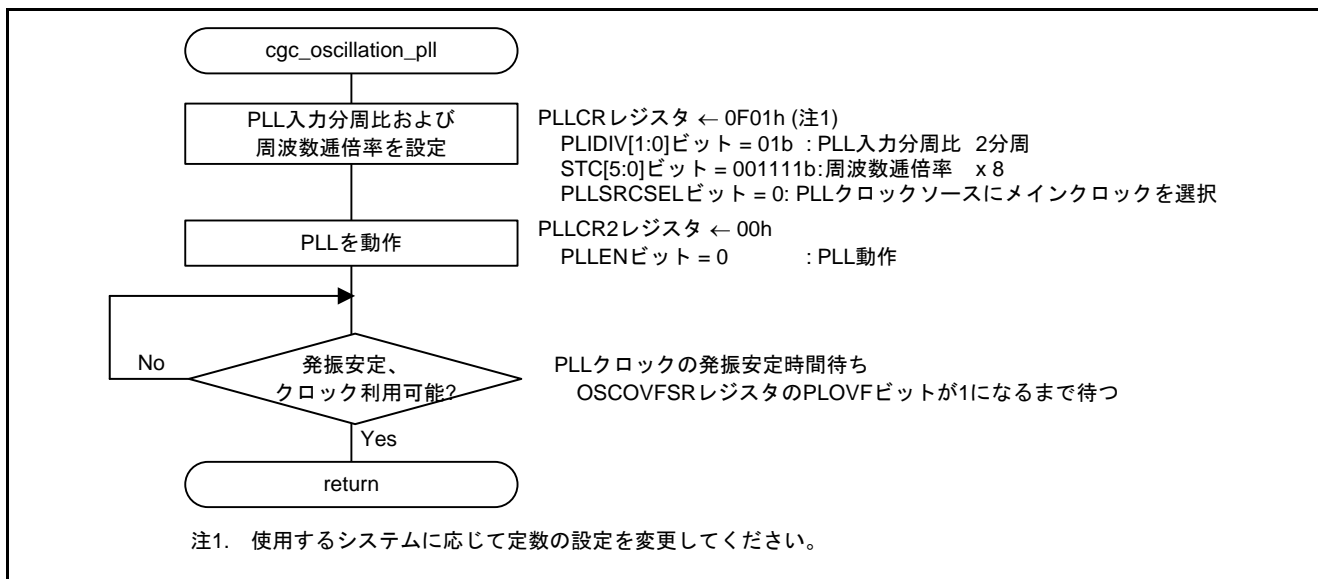 cgc_oscillation_pll
PLL入力分周比および
周波数逓倍率を設定
PLLCRレジスタ ← 0F01h (注1)
PLIDIV[1:0]ビット = 01b : PLL入力分周比 2分周
STC[5:0]ビット = 001111b:周波数逓倍率 x 8
PLLSRCSELビット = 0: PLLクロックソースにメインクロックを選択
PLLを動作
PLLCR2レジスタ ← 00h
PLLENビット = 0 : PLL動作
No
発振安定、
クロック利用可能?
PLLクロックの発振安定時間待ち
OSCOVFSRレジスタのPLOVFビットが1になるまで待つ
Yes
return
注1. 使用するシステムに応じて定数の設定を変更してください。